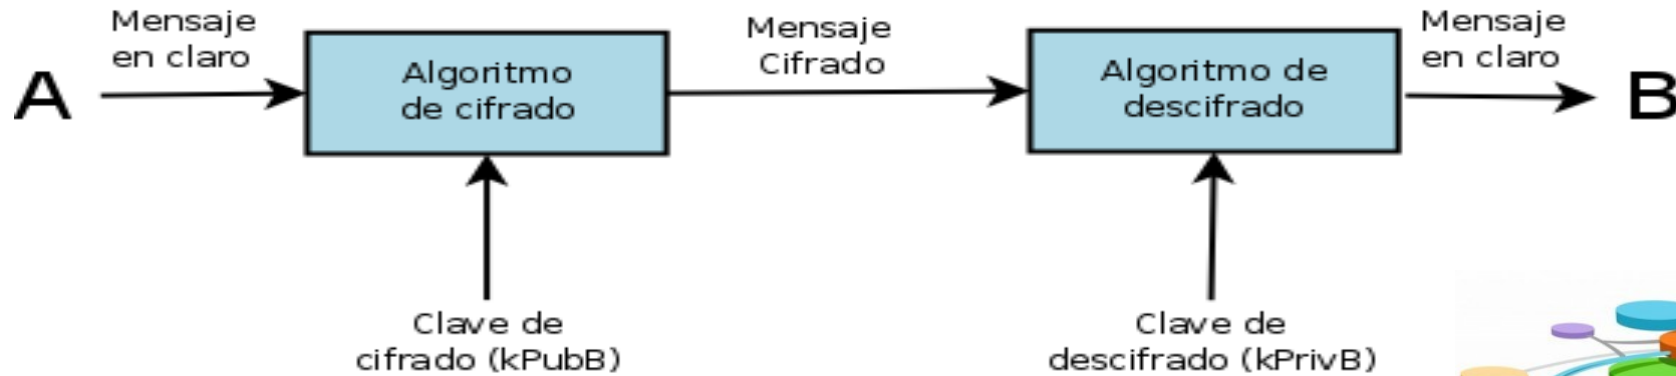 Mensaje
en claro
A
Algoritmo
de cifrado
Mensaje
Cifrado
Algoritmo de
descifrado
Mensaje
en claro
B
Clave de
cifrado (kPubB)
Clave de
descifrado (kPrivB)